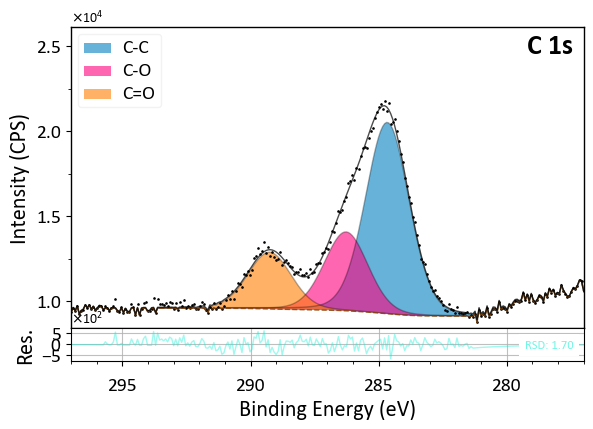 ×10⁴
C 1s
C-C
C-O
C=O
2.5
2.0
1.5
1.0
Intensity (CPS)
×10²
5
0
−5
Res.
RSD: 1.70
295
290
285
280
Binding Energy (eV)